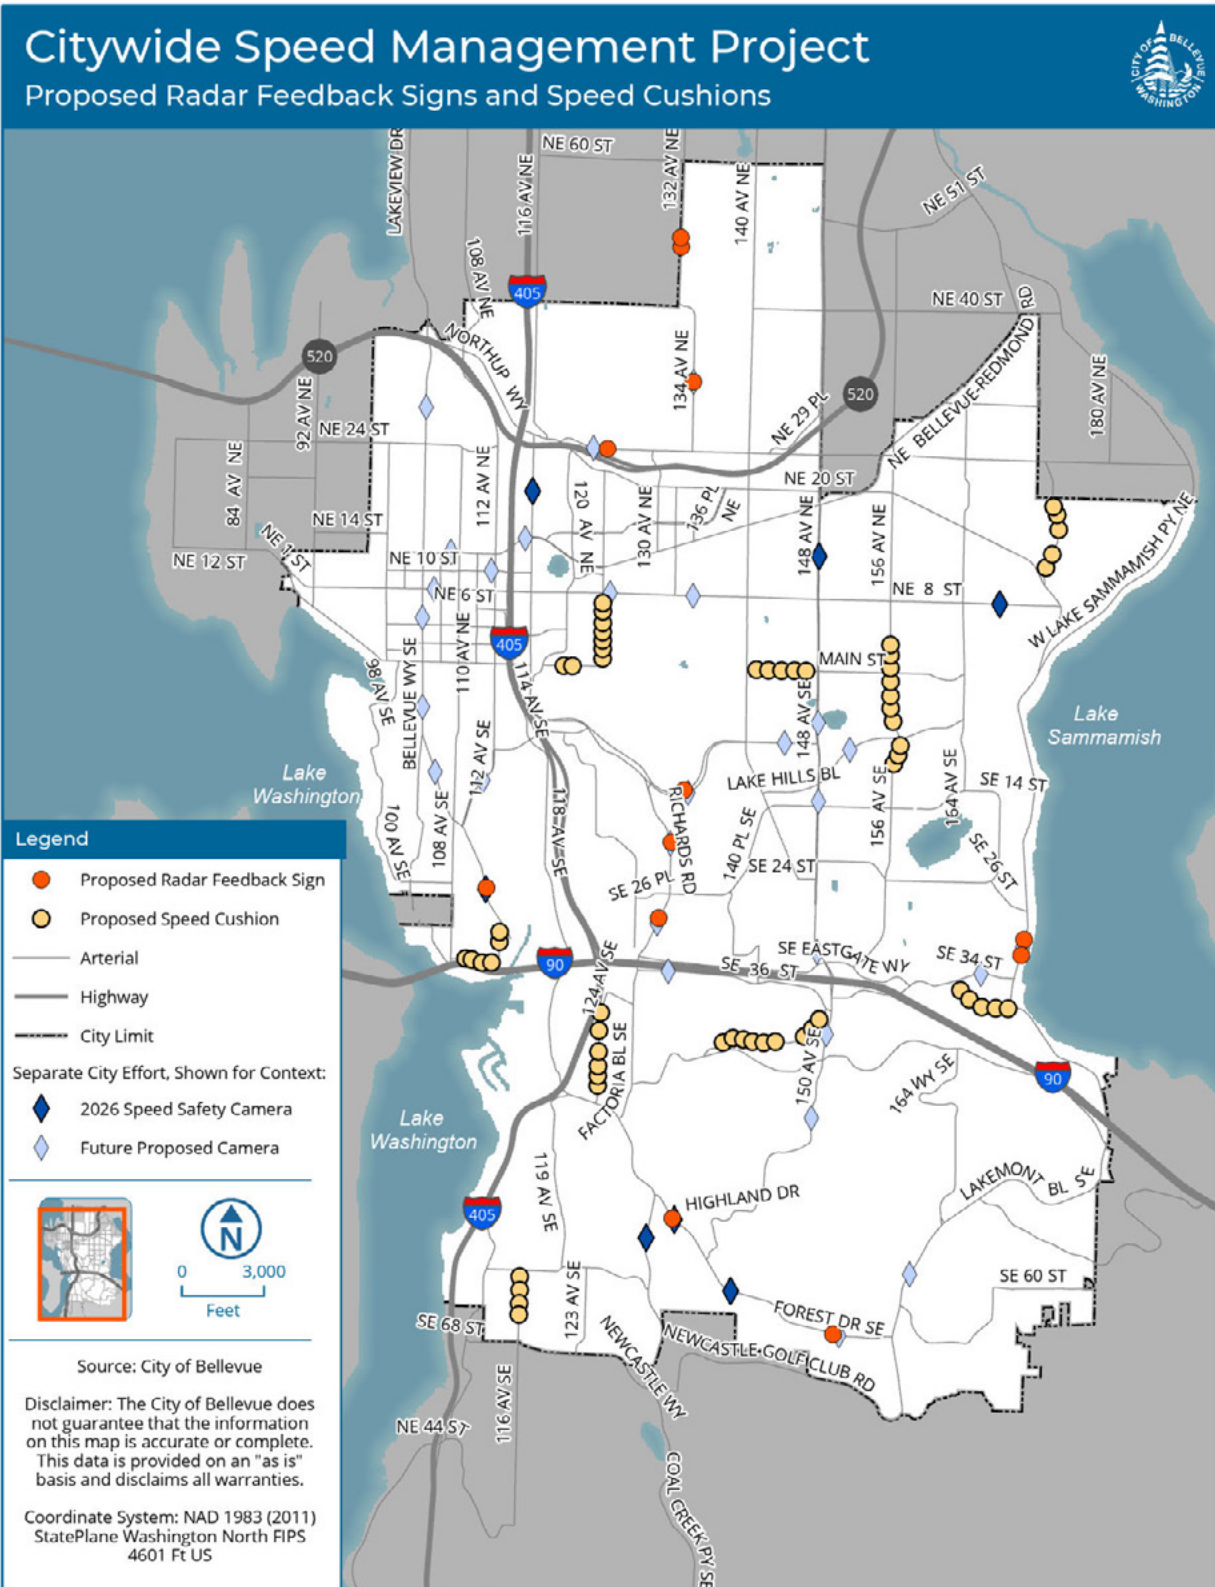 Citywide Speed Management Project
Proposed Radar Feedback Signs and Speed Cushions
CITY OF BELLEVUE
WASHINGTON
LAKEVIEW DR
NE 60 ST
116 AV NE
132 AV NE
140 AV NE
NE 51 ST
108 AV NE
405
NE 40 ST
NORTHUP WY
520
92 AV NE
134 AV NE
520
NE BELLEVUE-REDMOND RD
180 AV NE
NE 24 ST
NE 29 PL
84 AV NE
112 AV NE
NE 20 ST
120 AV NE
130 AV NE
136 PL NE
148 AV NE
156 AV NE
NE 14 ST
NE 12 ST
NE 1 ST
NE 10 ST
NE 8 ST
W LAKE SAMMAMISH PY NE
NE 6 ST
405
110 AV NE
MAIN ST
98 AV SE
BELLEVUE WY SE
114 AV SE
148 AV SE
Lake
Sammamish
112 AV SE
Lake
Washington
LAKE HILLS BL
SE 14 ST
100 AV SE
108 AV SE
118 AV SE
RICHARDS RD
140 PL SE
156 AV SE
164 AV SE
SE 24 ST
SE 26 ST
SE 26 PL
SE EASTGATE WY
SE 34 ST
90
SE 36 ST
124 AV SE
FACTORIA BL SE
150 AV SE
164 WY SE
90
Lake
Washington
119 AV SE
HIGHLAND DR
LAKEMONT BL SE
405
SE 60 ST
123 AV SE
SE 68 ST
FOREST DR SE
NEWCASTLE WY
NEWCASTLE GOLF CLUB RD
116 AV SE
NE 44 ST
COAL CREEK PY SE
Legend
Proposed Radar Feedback Sign
Proposed Speed Cushion
Arterial
Highway
City Limit
Separate City Effort, Shown for Context:
2026 Speed Safety Camera
Future Proposed Camera
N
0 3,000
Feet
Source: City of Bellevue
Disclaimer: The City of Bellevue does
not guarantee that the information
on this map is accurate or complete.
This data is provided on an "as is"
basis and disclaims all warranties.
Coordinate System: NAD 1983 (2011)
StatePlane Washington North FIPS
4601 Ft US